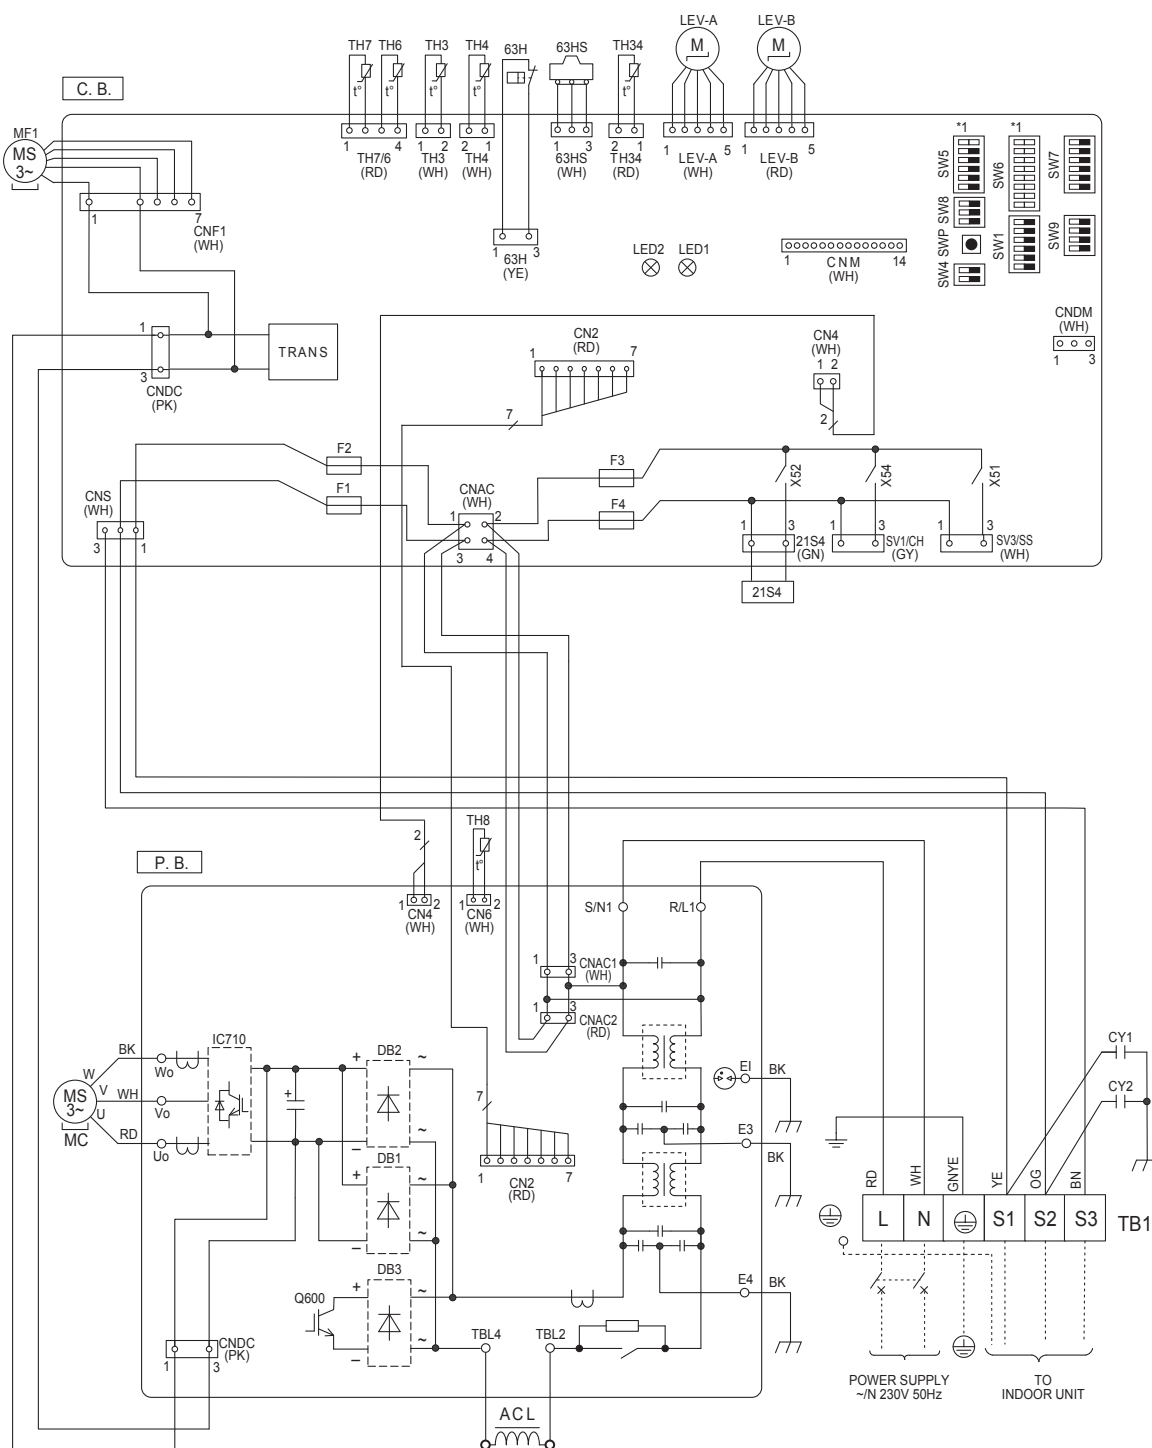 LEV-A LEV-B
M M
TH7 TH6 TH3 TH4 63H 63HS TH34
t° t° t° t° t°
C. B.
MF1
MS
3~
1 4 1 2 2 1 1 3 2 1 1 5 1 5
TH7/6 TH3 TH4 63HS TH34 LEV-A LEV-B
(RD) (WH) (WH) (WH) (RD) (WH) (RD)
*1 *1
SW5 SW6 SW7
SW8
SWP SW1 SW9
SW4
1 7
CNF1
(WH)
1 3
63H
(YE)
LED2 LED1
1 14
CNM
(WH)
CNDM
(WH)
1 3
1
3
CNDC
(PK)
TRANS
CN2
(RD)
1 7
7
CN4
(WH)
1 2
2
F2
F1
F3
F4
X52 X54 X51
CNS
(WH)
3 1
CNAC
(WH)
1 2
3 4
1 3 1 3 1 3
21S4 SV1/CH SV3/SS
(GN) (GY) (WH)
21S4
P. B.
2
TH8
t°
1 2
CN4
(WH)
1 2
CN6
(WH)
S/N1 R/L1
1 3 CNAC1
(WH)
1 3 CNAC2
(RD)
IC710
BK
W Wo
MS
3~
V WH
Vo
U
MC
RD
Uo
+
+ DB2 ~
– ~
+ DB1 ~
– ~
+ DB3 ~
– ~
Q600
7
1 7
CN2
(RD)
EI BK
E3
BK
E4 BK
CY1
CY2
RD WH GNYE YE OG BN
L N S1 S2 S3 TB1
CNDC
(PK)
1 3
TBL4 TBL2
ACL
POWER SUPPLY
~/N 230V 50Hz
TO
INDOOR UNIT